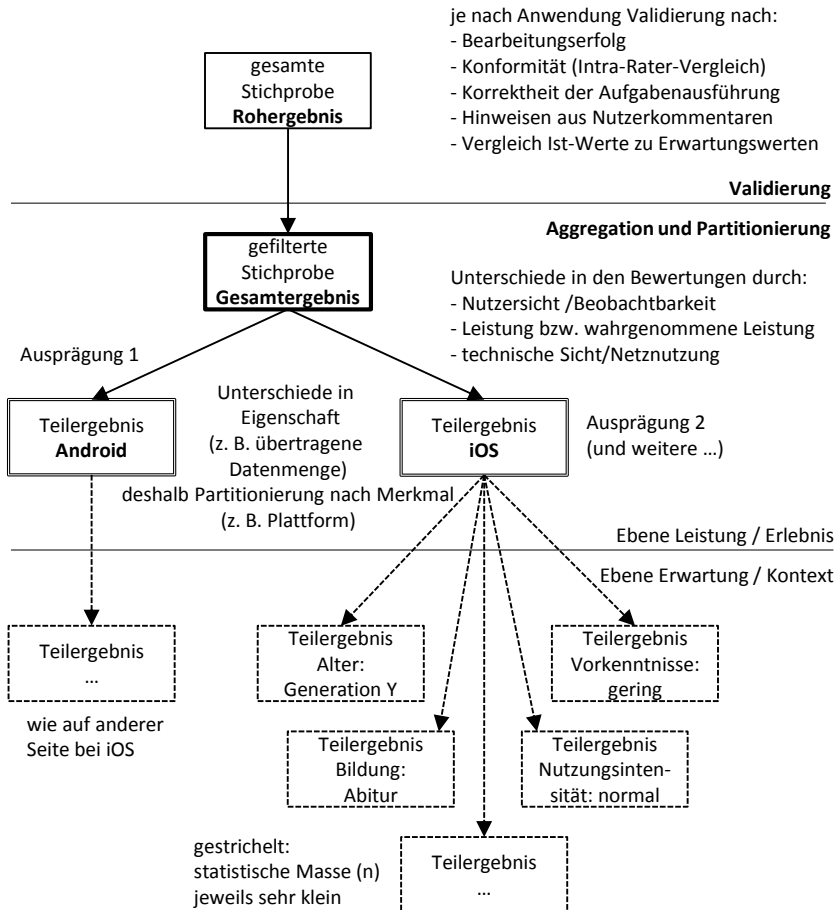 je nach Anwendung Validierung nach:
- Bearbeitungserfolg
- Konformität (Intra-Rater-Vergleich)
- Korrektheit der Aufgabenausführung
- Hinweisen aus Nutzerkommentaren
- Vergleich Ist-Werte zu Erwartungswerten
gesamte
Stichprobe
Rohergebnis
Validierung
Aggregation und Partitionierung
gefilterte
Stichprobe
Gesamtergebnis
Unterschiede in den Bewertungen durch:
- Nutzersicht /Beobachtbarkeit
- Leistung bzw. wahrgenommene Leistung
- technische Sicht/Netznutzung
Ausprägung 1
Teilergebnis
Android
Unterschiede in
Eigenschaft
(z. B. übertragene
Datenmenge)
deshalb Partitionierung nach Merkmal
(z. B. Plattform)
Teilergebnis
iOS
Ausprägung 2
(und weitere ...)
Ebene Leistung / Erlebnis
Ebene Erwartung / Kontext
Teilergebnis
...
wie auf anderer
Seite bei iOS
Teilergebnis
Alter:
Generation Y
Teilergebnis
Vorkenntnisse:
gering
Teilergebnis
Bildung:
Abitur
Teilergebnis
Nutzungsinten-
sität: normal
gestrichelt:
statistische Masse (n)
jeweils sehr klein
Teilergebnis
...